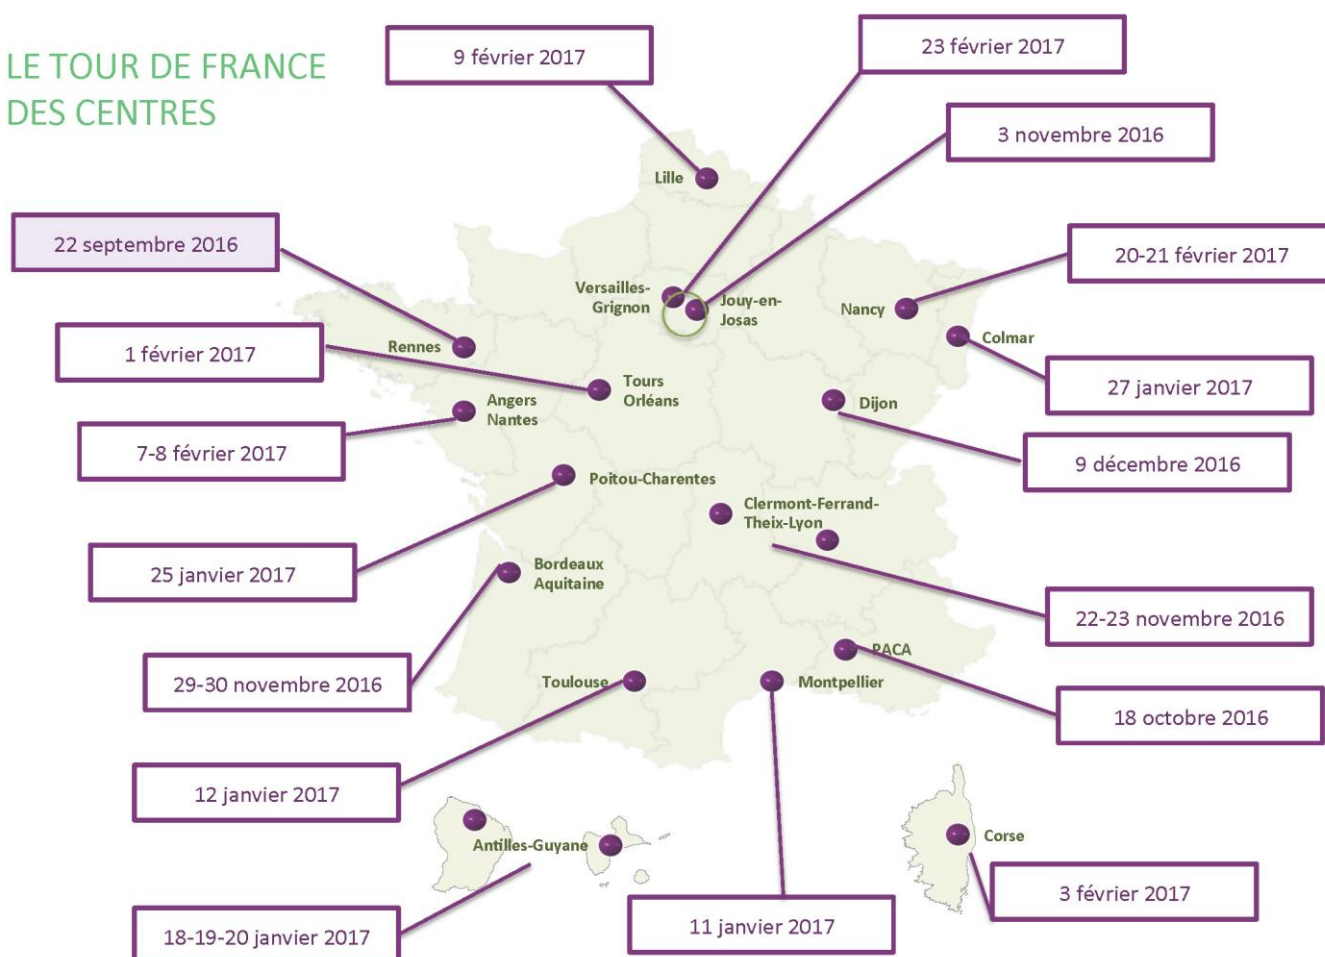 LE TOUR DE FRANCE
DES CENTRES
9 février 2017
23 février 2017
3 novembre 2016
Lille
22 septembre 2016
20-21 février 2017
Versailles-
Grignon
Jouy-en-
Josas
Nancy
Colmar
Rennes
1 février 2017
27 janvier 2017
Tours
Orléans
Angers
Nantes
Dijon
7-8 février 2017
9 décembre 2016
Poitou-Charentes
Clermont-Ferrand-
Theix-Lyon
25 janvier 2017
Bordeaux
Aquitaine
22-23 novembre 2016
29-30 novembre 2016
PACA
Toulouse
Montpellier
18 octobre 2016
12 janvier 2017
Antilles-Guyane
Corse
3 février 2017
18-19-20 janvier 2017
11 janvier 2017